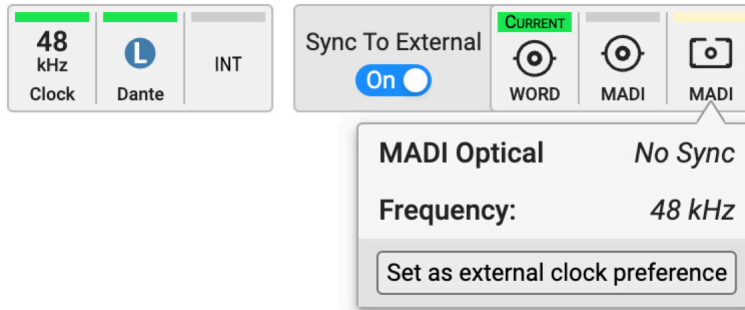 48
kHz
Clock
L
Dante
INT
Sync To External
On
CURRENT
WORD
MADI
MADI
MADI Optical No Sync
Frequency: 48 kHz
Set as external clock preference